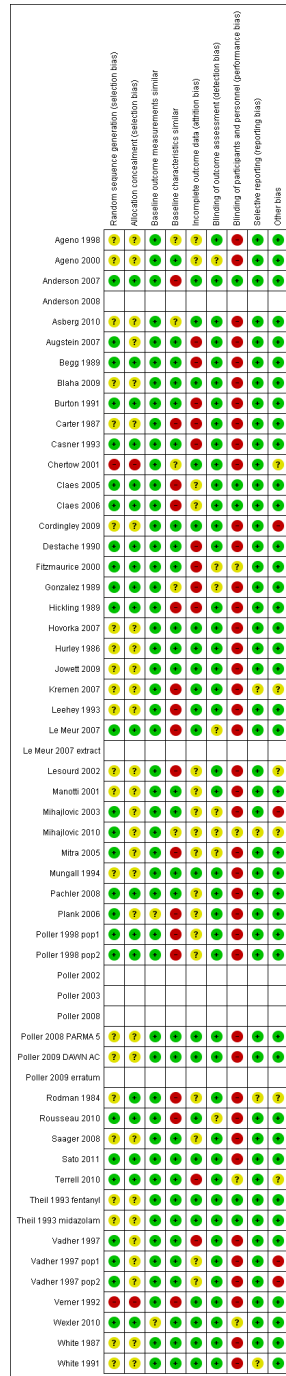 Random sequence generation (selection bias)
Allocation concealment (selection bias)
Baseline outcome measurements similar
Baseline characteristics similar
Incomplete outcome data (attrition bias)
Blinding of outcome assessment (detection bias)
Blinding of participants and personnel (performance bias)
Selective reporting (reporting bias)
Other bias
Ageno 1998 ? ? + ? ? + - + +
Ageno 2000 ? ? + + ? ? - + +
Anderson 2007 + + + - + + + + +
Anderson 2008
Asberg 2010 ? ? + ? + + - + +
Augstein 2007 + ? + + - + - + +
Begg 1989 + + + + - + - + +
Blaha 2009 ? ? + + + + - + +
Burton 1991 + + + + - + - + +
Carter 1987 ? ? + - - + - + +
Casner 1993 + + + + - + - + +
Chertow 2001 - - + ? + + - + ?
Claes 2005 + + + - ? + - + +
Claes 2006 + + + - ? + - + +
Cordingley 2009 ? ? + + + + - + -
Destache 1990 + + + + - + - + +
Fitzmaurice 2000 + + + + - ? ? + +
Gonzalez 1989 + + + ? - ? - + +
Hickling 1989 + + + - - + - + +
Hovorka 2007 ? ? + + + + - + +
Hurley 1986 ? ? + + + + - + +
Jowett 2009 ? ? + + + + - + +
Kremen 2007 ? ? + - + + - ? ?
Leehey 1993 ? ? + - + + - + +
Le Meur 2007 + + + - + ? - + +
Le Meur 2007 extract
Lesourd 2002 ? ? + - ? + - + ?
Manotti 2001 ? ? + + ? + - + +
Mihajlovic 2003 + ? + + ? ? - + -
Mihajlovic 2010 + ? + ? ? ? ? ? ?
Mitra 2005 + ? + - ? ? - + +
Mungall 1994 ? ? + + + + - + +
Pachler 2008 + + + + ? + - + +
Plank 2006 + ? ? - ? + - + +
Poller 1998 pop1 + + + - ? + - + +
Poller 1998 pop2 + + + - ? + - + +
Poller 2002
Poller 2003
Poller 2008
Poller 2008 PARMA 5 ? ? + + + + - + +
Poller 2009 DAWN AC ? ? + + + + - + +
Poller 2009 erratum
Rodman 1984 ? + + - ? + - ? ?
Rousseau 2010 + + + - + ? - + +
Saager 2008 ? ? + + ? + - + +
Sato 2011 + + + + + + - + +
Terrell 2010 + + + + - + ? + ?
Theil 1993 fentanyl ? ? + + + + + + +
Theil 1993 midazolam ? ? + + + + + + +
Vadher 1997 + ? + + - + - + +
Vadher 1997 pop1 + ? + + ? + - + -
Vadher 1997 pop2 + ? + + ? + - + -
Verner 1992 - - + - + + - + +
Wexler 2010 + + ? + + + ? + +
White 1987 ? ? + + + + - + +
White 1991 ? ? + + + + - ? +